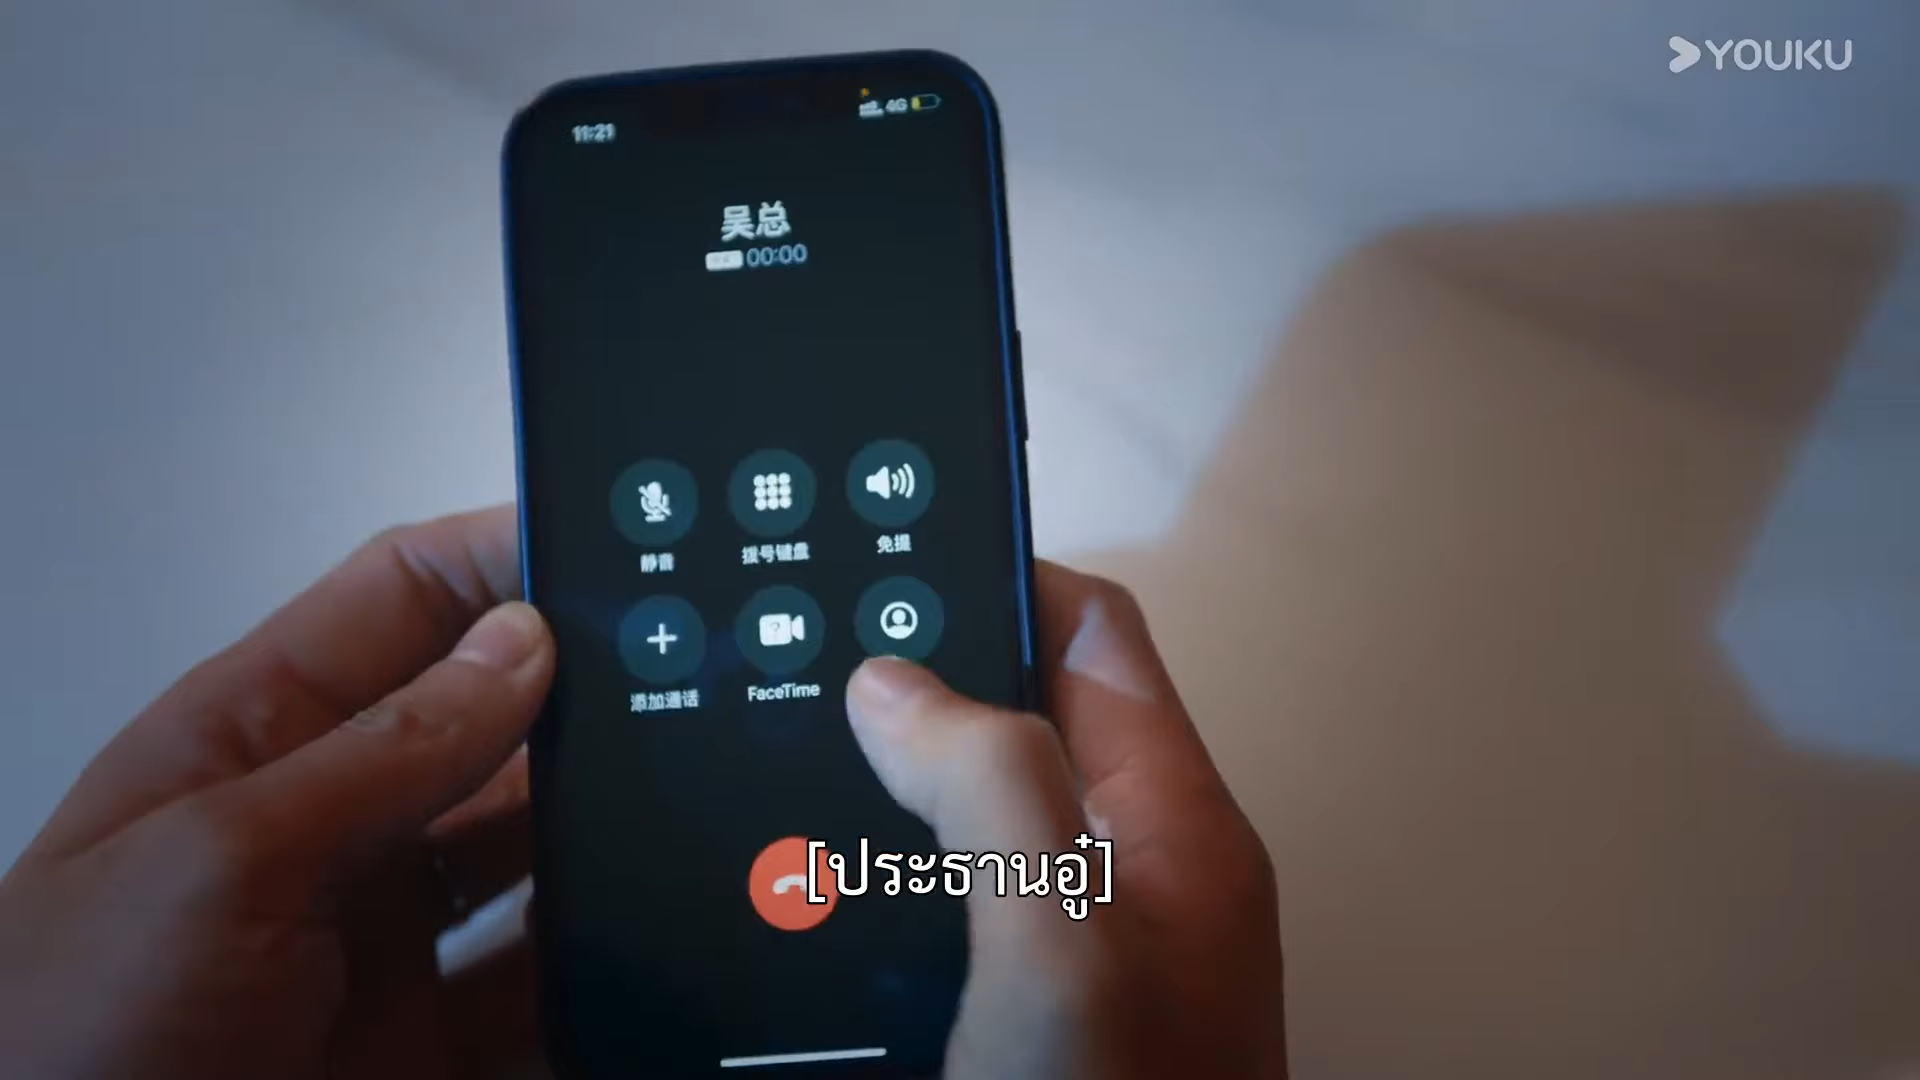 YOUKU
11:21
4G
吴总
00:00
静音
拨号键盘
免提
添加通话
FaceTime
[ประธานอู๋]